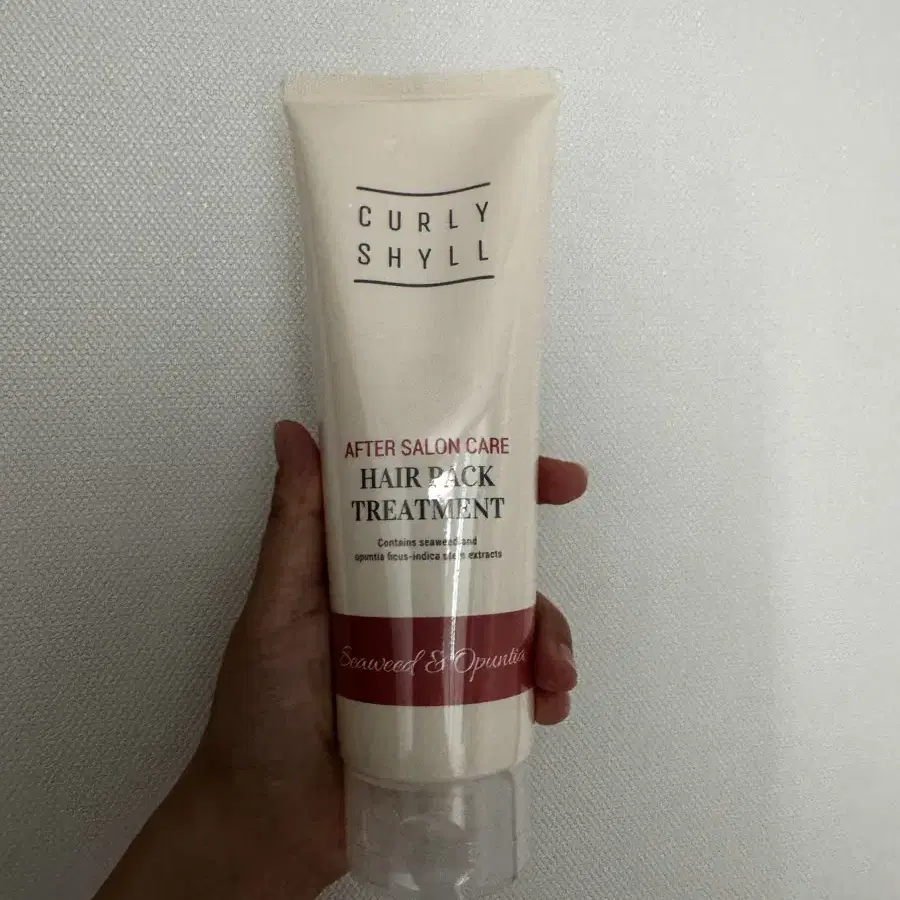 CURLY
SHYLL
AFTER SALON CARE
HAIR PACK
TREATMENT
Contains seaweed and
opuntia ficus-indica stem extracts
Seaweed & Opuntia